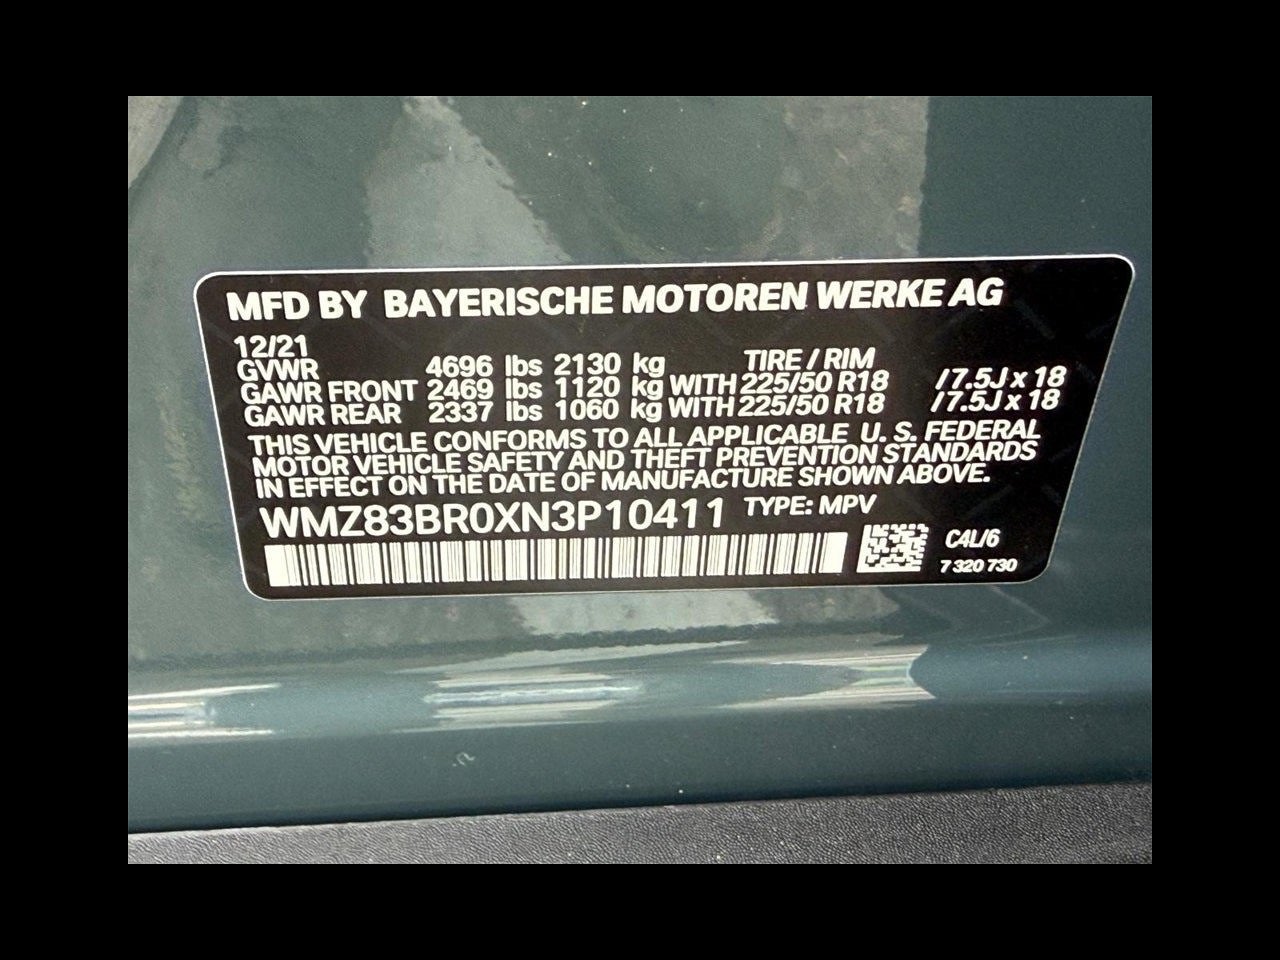 MFD BY BAYERISCHE MOTOREN WERKE AG
12/21
GVWR 4696 lbs 2130 kg TIRE / RIM
GAWR FRONT 2469 lbs 1120 kg WITH 225/50 R18 / 7.5J x 18
GAWR REAR 2337 lbs 1060 kg WITH 225/50 R18 / 7.5J x 18
THIS VEHICLE CONFORMS TO ALL APPLICABLE U. S. FEDERAL
MOTOR VEHICLE SAFETY AND THEFT PREVENTION STANDARDS
IN EFFECT ON THE DATE OF MANUFACTURE SHOWN ABOVE.
WMZ83BR0XN3P10411 TYPE: MPV
C4L/6
7 320 730